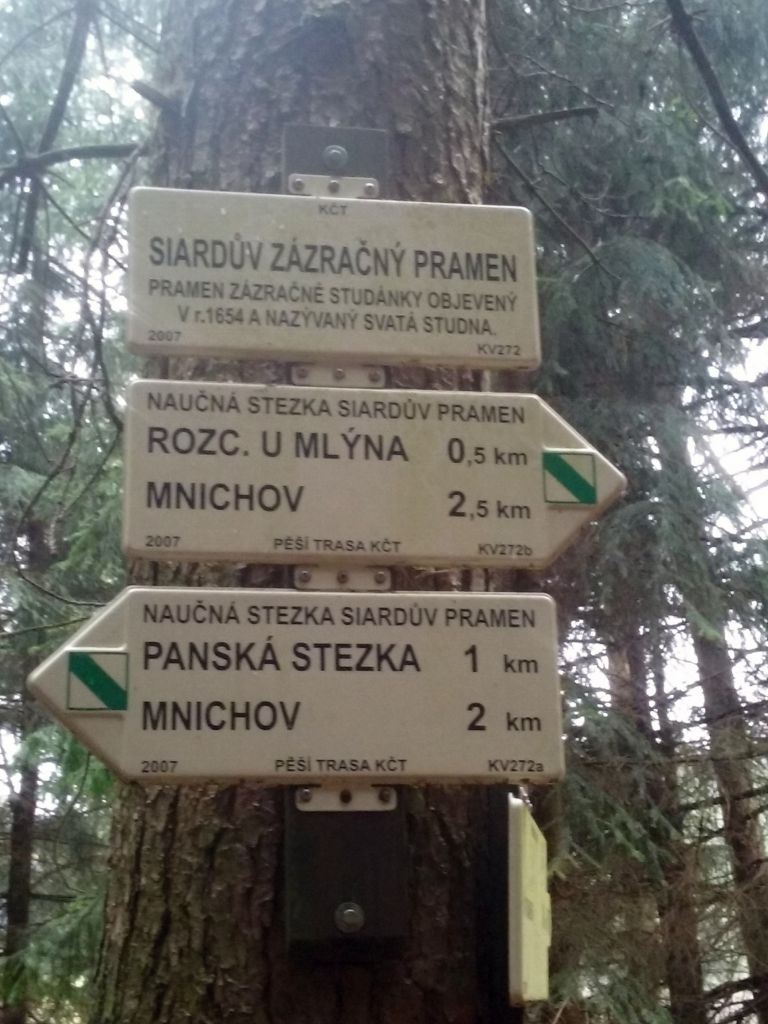 KČT
SIARDŮV ZÁZRAČNÝ PRAMEN
PRAMEN ZÁZRAČNÉ STUDÁNKY OBJEVENÝ
V r.1654 A NAZÝVANÝ SVATÁ STUDNA.
2007 KV272
NAUČNÁ STEZKA SIARDŮV PRAMEN
ROZC. U MLÝNA 0,5 km
MNICHOV 2,5 km
2007 PĚŠÍ TRASA KČT KV272b
NAUČNÁ STEZKA SIARDŮV PRAMEN
PANSKÁ STEZKA 1 km
MNICHOV 2 km
2007 PĚŠÍ TRASA KČT KV272a